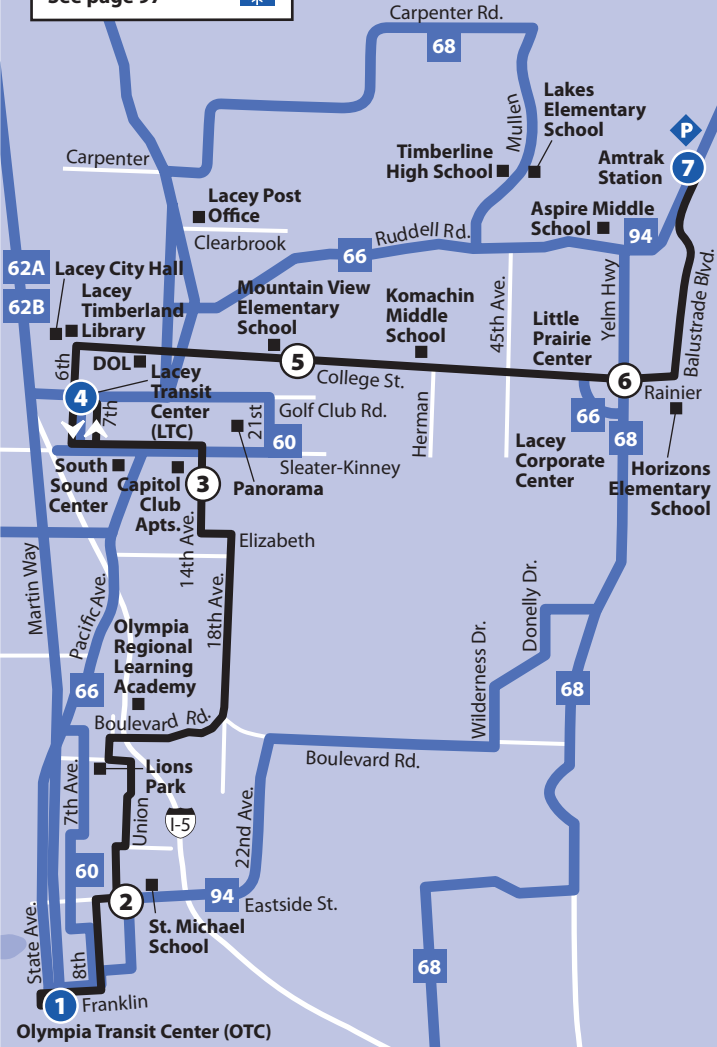 See page 97
Carpenter Rd.
68
Mullen
Lakes
Elementary
School
P
Timberline
High School
Amtrak
Station
7
Carpenter
Lacey Post
Office
Aspire Middle
School
94
Clearbrook
Ruddell Rd.
66
62A
62B
Lacey City Hall
Lacey
Timberland
Library
Mountain View
Elementary
School
Komachin
Middle
School
45th Ave.
Little
Prairie
Center
Yelm Hwy
Balustrade Blvd.
6th
DOL
5
College St.
6
Rainier
4
7th
Lacey
Transit
Center
(LTC)
21st
Golf Club Rd.
Herman
66
60
68
Panorama
Sleater-Kinney
Lacey
Corporate
Center
Horizons
Elementary
School
South
Sound
Center
Capitol
Club
Apts.
3
14th Ave.
Elizabeth
Martin Way
Pacific Ave.
18th Ave.
Olympia
Regional
Learning
Academy
Donelly Dr.
Wilderness Dr.
66
68
Boulevard Rd.
Boulevard Rd.
7th Ave.
Lions
Park
Union
I-5
22nd Ave.
60
2
94
Eastside St.
St. Michael
School
State Ave.
8th
68
1
Franklin
Olympia Transit Center (OTC)